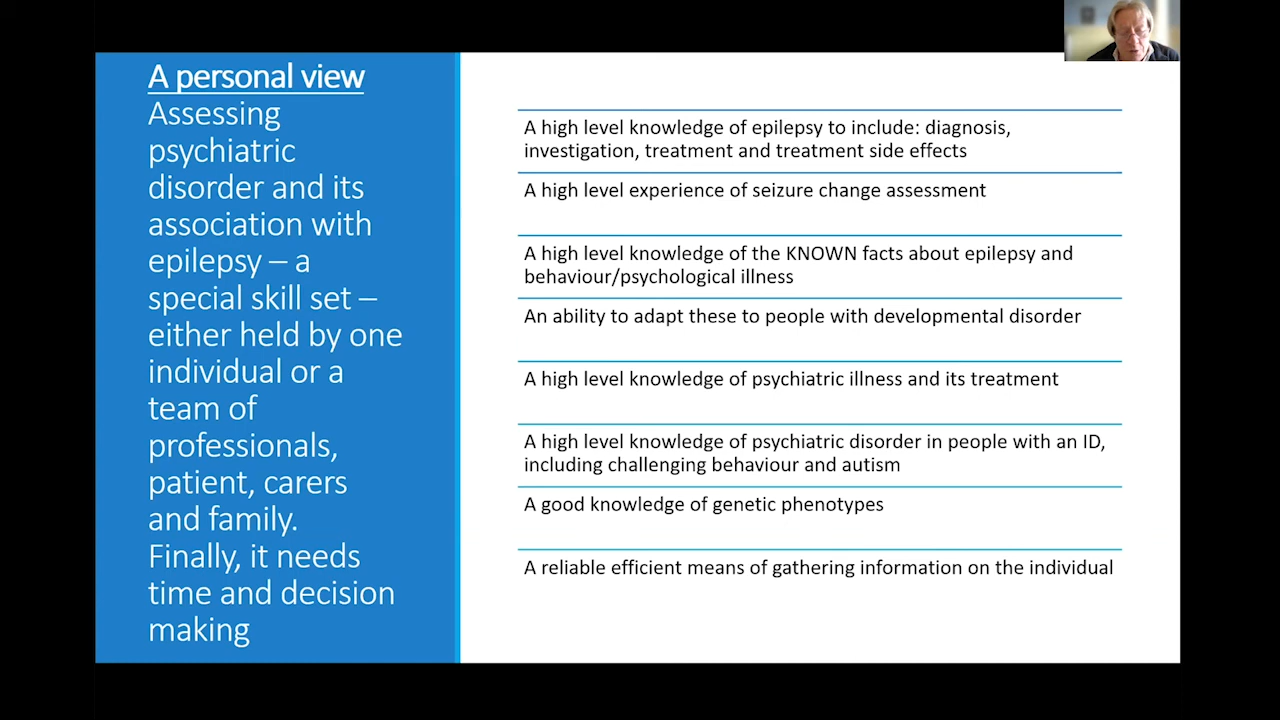 A personal view
Assessing
psychiatric
disorder and its
association with
epilepsy – a
special skill set –
either held by one
individual or a
team of
professionals,
patient, carers
and family.
Finally, it needs
time and decision
making
A high level knowledge of epilepsy to include: diagnosis,
investigation, treatment and treatment side effects
A high level experience of seizure change assessment
A high level knowledge of the KNOWN facts about epilepsy and
behaviour/psychological illness
An ability to adapt these to people with developmental disorder
A high level knowledge of psychiatric illness and its treatment
A high level knowledge of psychiatric disorder in people with an ID,
including challenging behaviour and autism
A good knowledge of genetic phenotypes
A reliable efficient means of gathering information on the individual